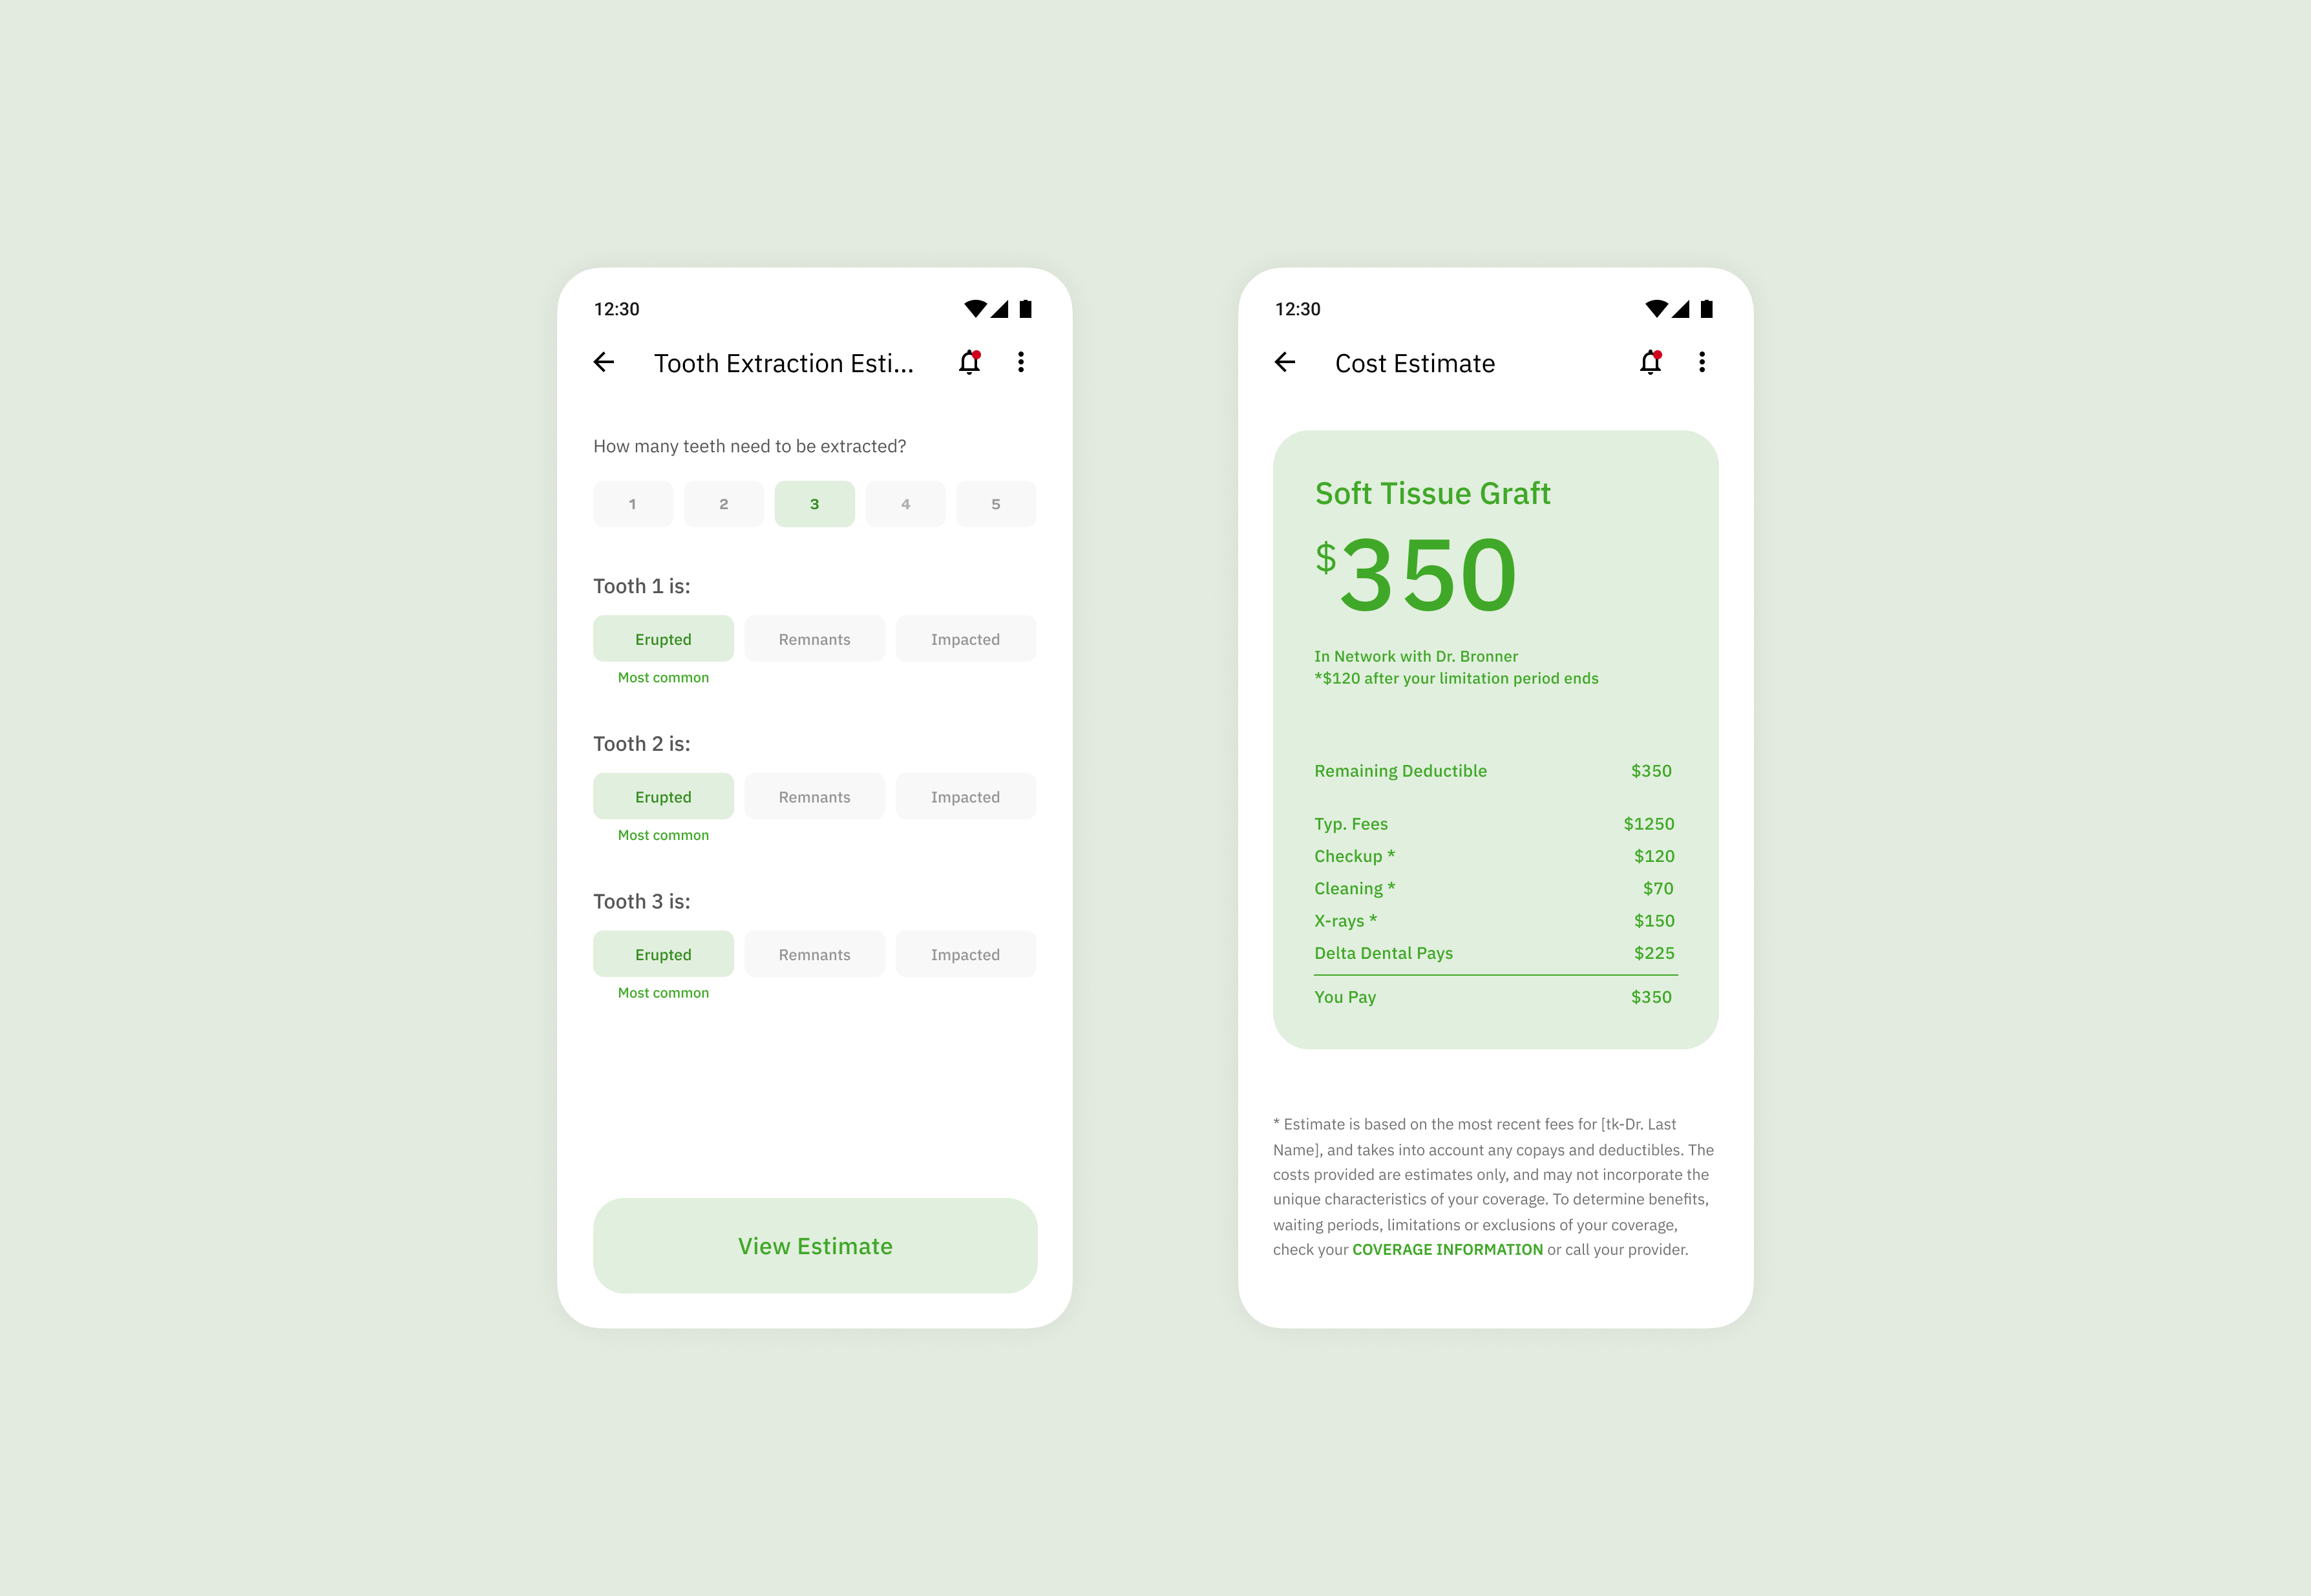 12:30
Tooth Extraction Esti...
How many teeth need to be extracted?
1 2 3 4 5
Tooth 1 is:
Erupted Remnants Impacted
Most common
Tooth 2 is:
Erupted Remnants Impacted
Most common
Tooth 3 is:
Erupted Remnants Impacted
Most common
View Estimate
12:30
Cost Estimate
Soft Tissue Graft
$350
In Network with Dr. Bronner
*$120 after your limitation period ends
Remaining Deductible $350
Typ. Fees $1250
Checkup * $120
Cleaning * $70
X-rays * $150
Delta Dental Pays $225
You Pay $350
* Estimate is based on the most recent fees for [tk-Dr. Last
Name], and takes into account any copays and deductibles. The
costs provided are estimates only, and may not incorporate the
unique characteristics of your coverage. To determine benefits,
waiting periods, limitations or exclusions of your coverage,
check your COVERAGE INFORMATION or call your provider.